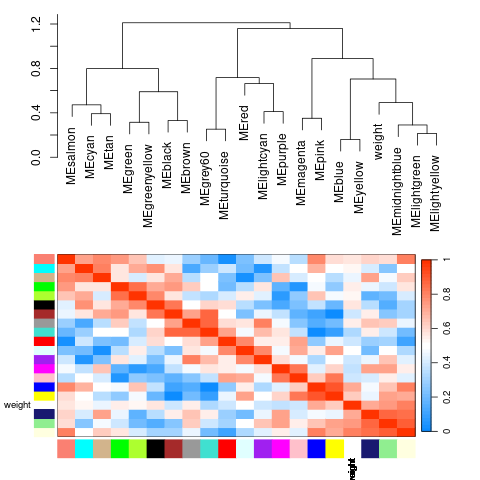 1.2
0.8
0.4
0.0
MEsalmon
MEcyan
MEtan
MEgreen
MEgreenyellow
MEblack
MEbrown
MEgrey60
MEturquoise
MEred
MElightcyan
MEpurple
MEmagenta
MEpink
MEblue
MEyellow
weight
MEmidnightblue
MElightgreen
MElightyellow
1
0.8
0.6
0.4
0.2
0
weight
weight